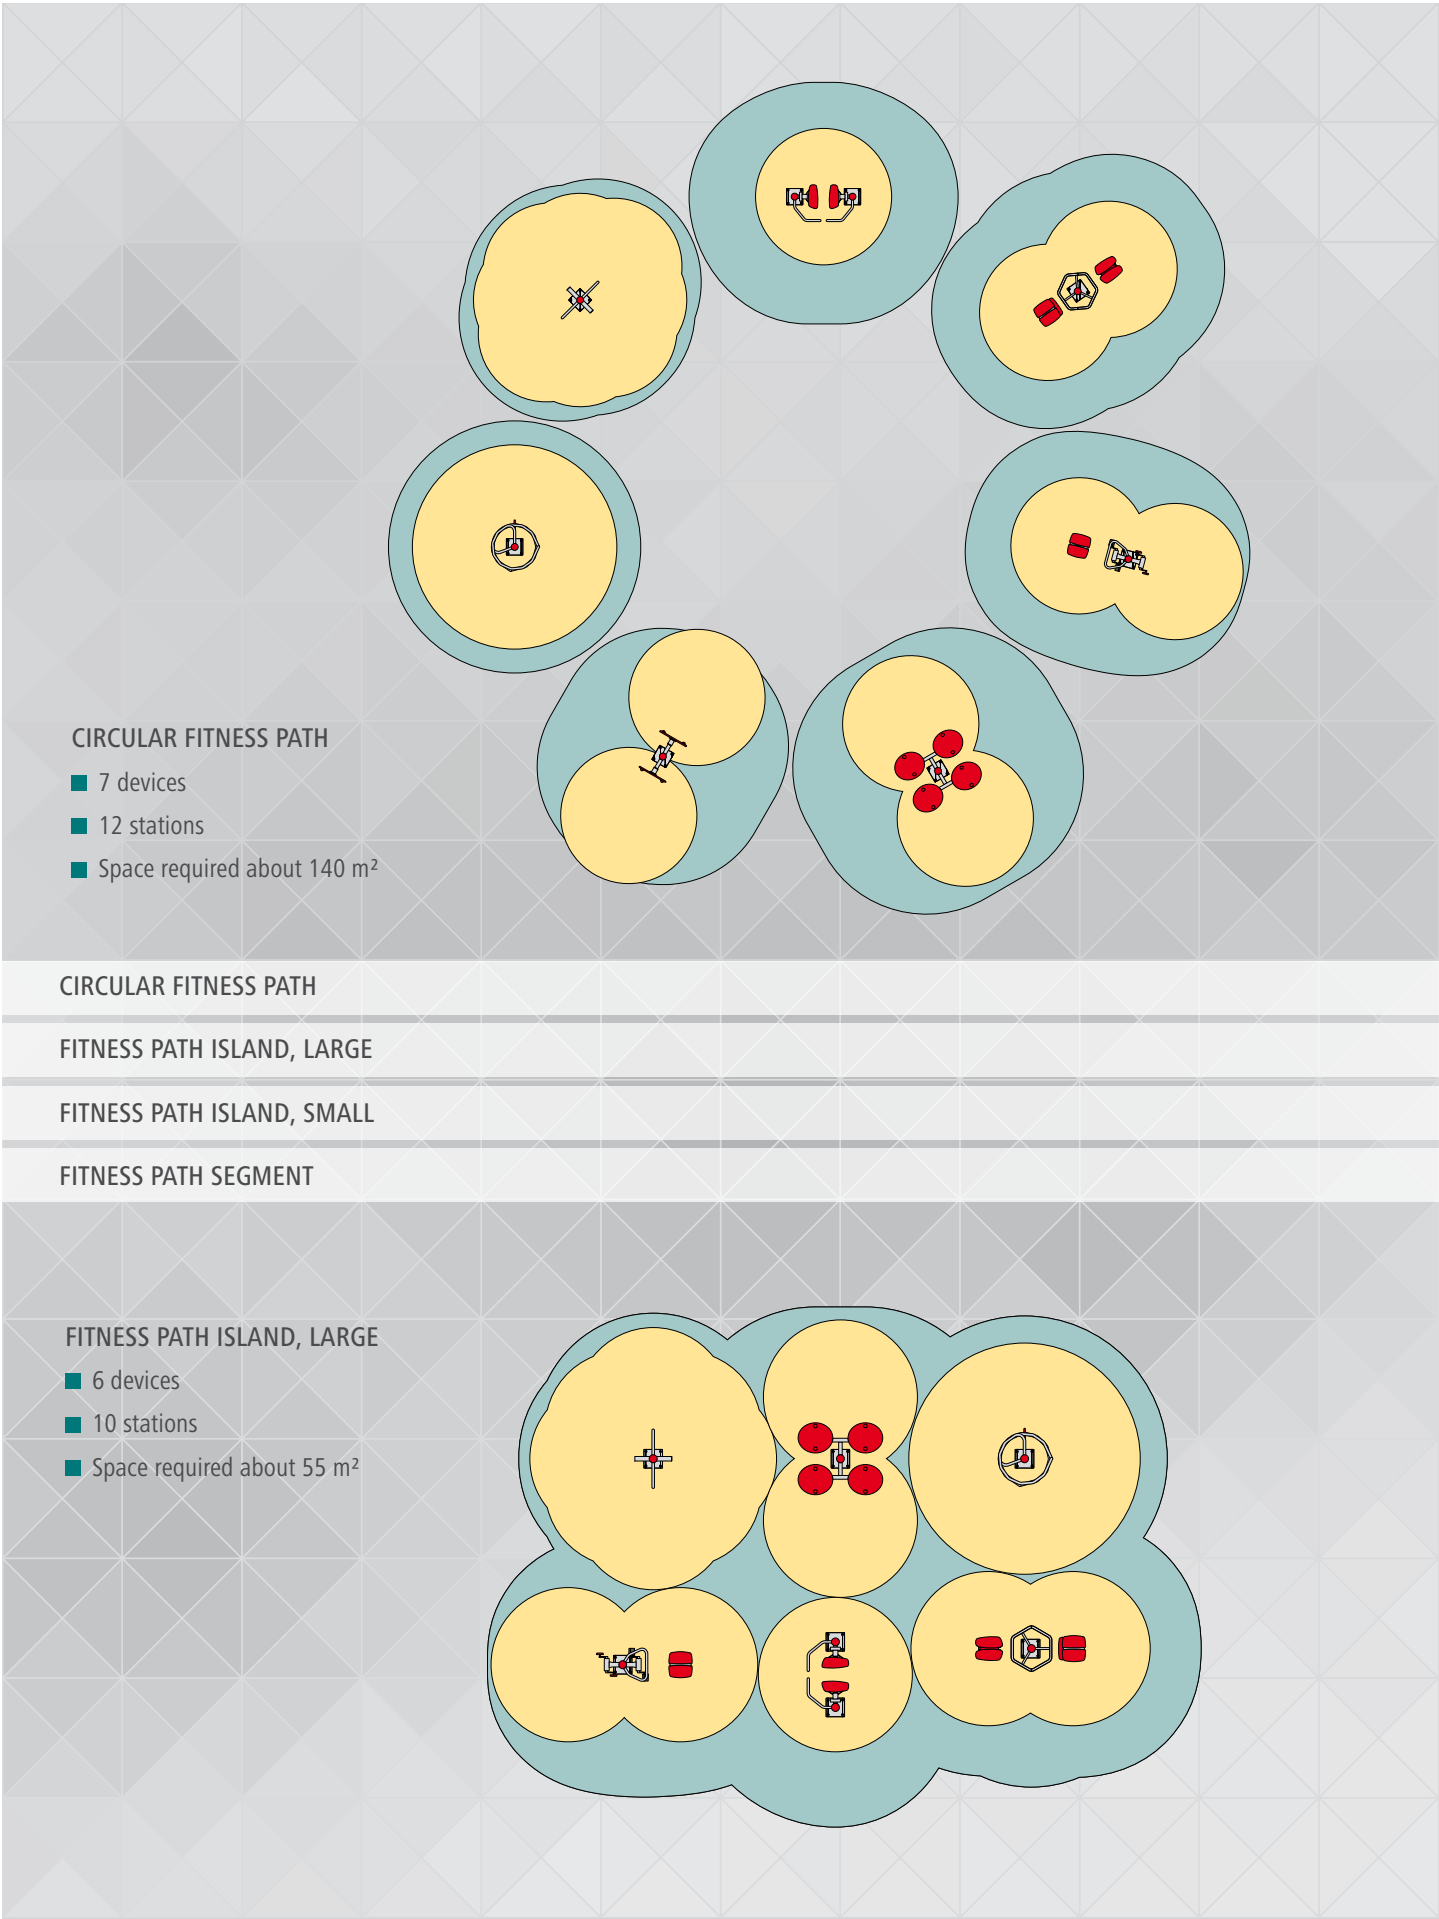 CIRCULAR FITNESS PATH
7 devices
12 stations
Space required about 140 m²
CIRCULAR FITNESS PATH
FITNESS PATH ISLAND, LARGE
FITNESS PATH ISLAND, SMALL
FITNESS PATH SEGMENT
FITNESS PATH ISLAND, LARGE
6 devices
10 stations
Space required about 55 m²